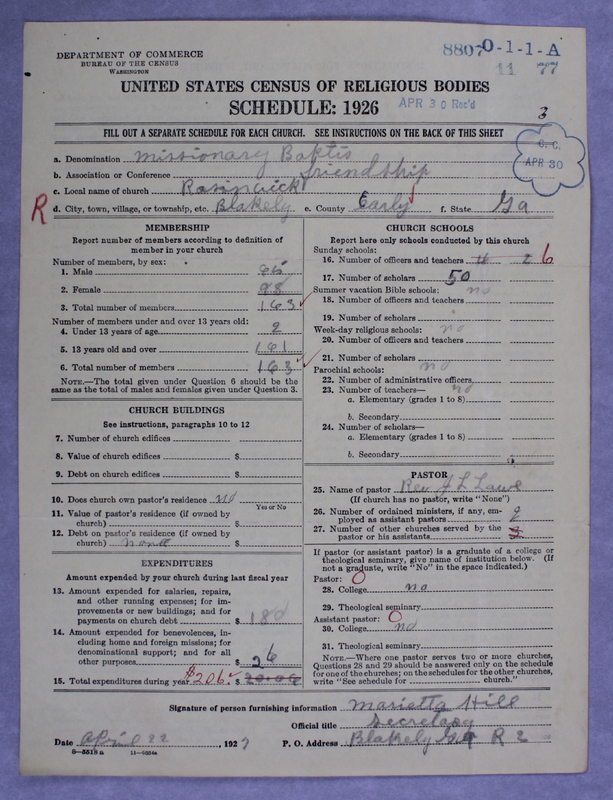 DEPARTMENT OF COMMERCE
BUREAU OF THE CENSUS
WASHINGTON
8807 0-1-1-A
11 77
UNITED STATES CENSUS OF RELIGIOUS BODIES
SCHEDULE: 1926
APR 30 Rec'd
3
FILL OUT A SEPARATE SCHEDULE FOR EACH CHURCH. SEE INSTRUCTIONS ON THE BACK OF THIS SHEET
C. C.
APR 30
a. Denomination Missionary Baptis
b. Association or Conference Friendship
c. Local name of church
R d. City, town, village, or township, etc. Blakely e. County Early f. State Ga
MEMBERSHIP
Report number of members according to definition of member in your church
Number of members, by sex:
1. Male
2. Female
3. Total number of members 163
Number of members under and over 13 years old:
4. Under 13 years of age 2
5. 13 years old and over 161
6. Total number of members 163
NOTE.—The total given under Question 6 should be the same as the total of males and females given under Question 3.
CHURCH BUILDINGS
See instructions, paragraphs 10 to 12
7. Number of church edifices
8. Value of church edifices $
9. Debt on church edifices $
10. Does church own pastor's residence no
Yes or No
11. Value of pastor's residence (if owned by church) $
12. Debt on pastor's residence (if owned by church) none $
EXPENDITURES
Amount expended by your church during last fiscal year
13. Amount expended for salaries, repairs, and other running expenses; for improvements or new buildings; and for payments on church debt $ 180
14. Amount expended for benevolences, including home and foreign missions; for denominational support; and for all other purposes $ 26
15. Total expenditures during year $206 $
CHURCH SCHOOLS
Report here only schools conducted by this church
Sunday schools:
16. Number of officers and teachers 6
17. Number of scholars 50
Summer vacation Bible schools: no
18. Number of officers and teachers
19. Number of scholars
Week-day religious schools: no
20. Number of officers and teachers
21. Number of scholars
Parochial schools: no
22. Number of administrative officers
23. Number of teachers— no
a. Elementary (grades 1 to 8)
b. Secondary
24. Number of scholars—
a. Elementary (grades 1 to 8)
b. Secondary
PASTOR
25. Name of pastor Rev
(If church has no pastor, write "None")
26. Number of ordained ministers, if any, employed as assistant pastors
27. Number of other churches served by the pastor or his assistants
If pastor (or assistant pastor) is a graduate of a college or theological seminary, give name of institution below. (If not a graduate, write "No" in the space indicated.)
Pastor: 0
28. College no
29. Theological seminary
Assistant pastor: 0
30. College no
31. Theological seminary
NOTE.—Where one pastor serves two or more churches, Questions 28 and 29 should be answered only on the schedule for one of the churches; on the schedules for the other churches, write "See schedule for church."
Signature of person furnishing information Marietta Hill
Official title Secretary
Date April 22, 1927 P. O. Address Blakely Ga R 2
8—5518 a 11—9204a